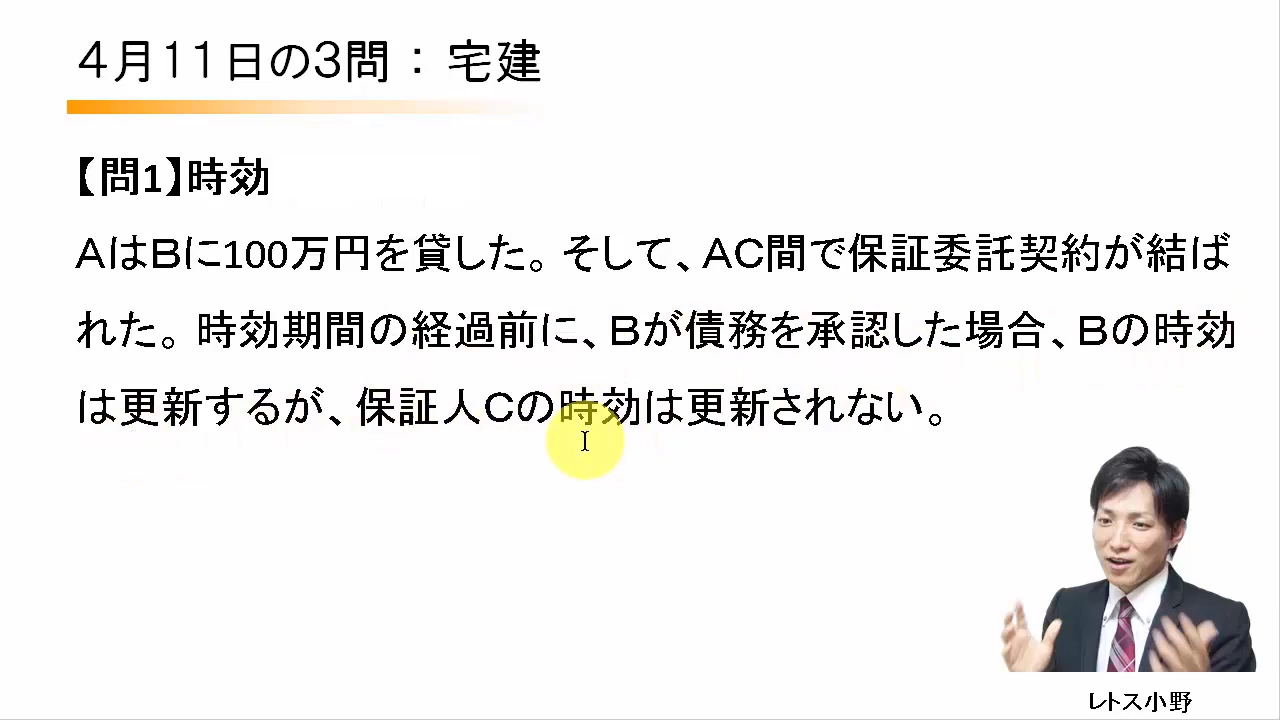 ４月11日の3問：宅建
【問1】時効
AはBに100万円を貸した。そして、AC間で保証委託契約が結ば
れた。時効期間の経過前に、Bが債務を承認した場合、Bの時効
は更新するが、保証人Cの時効は更新されない。
レトス小野